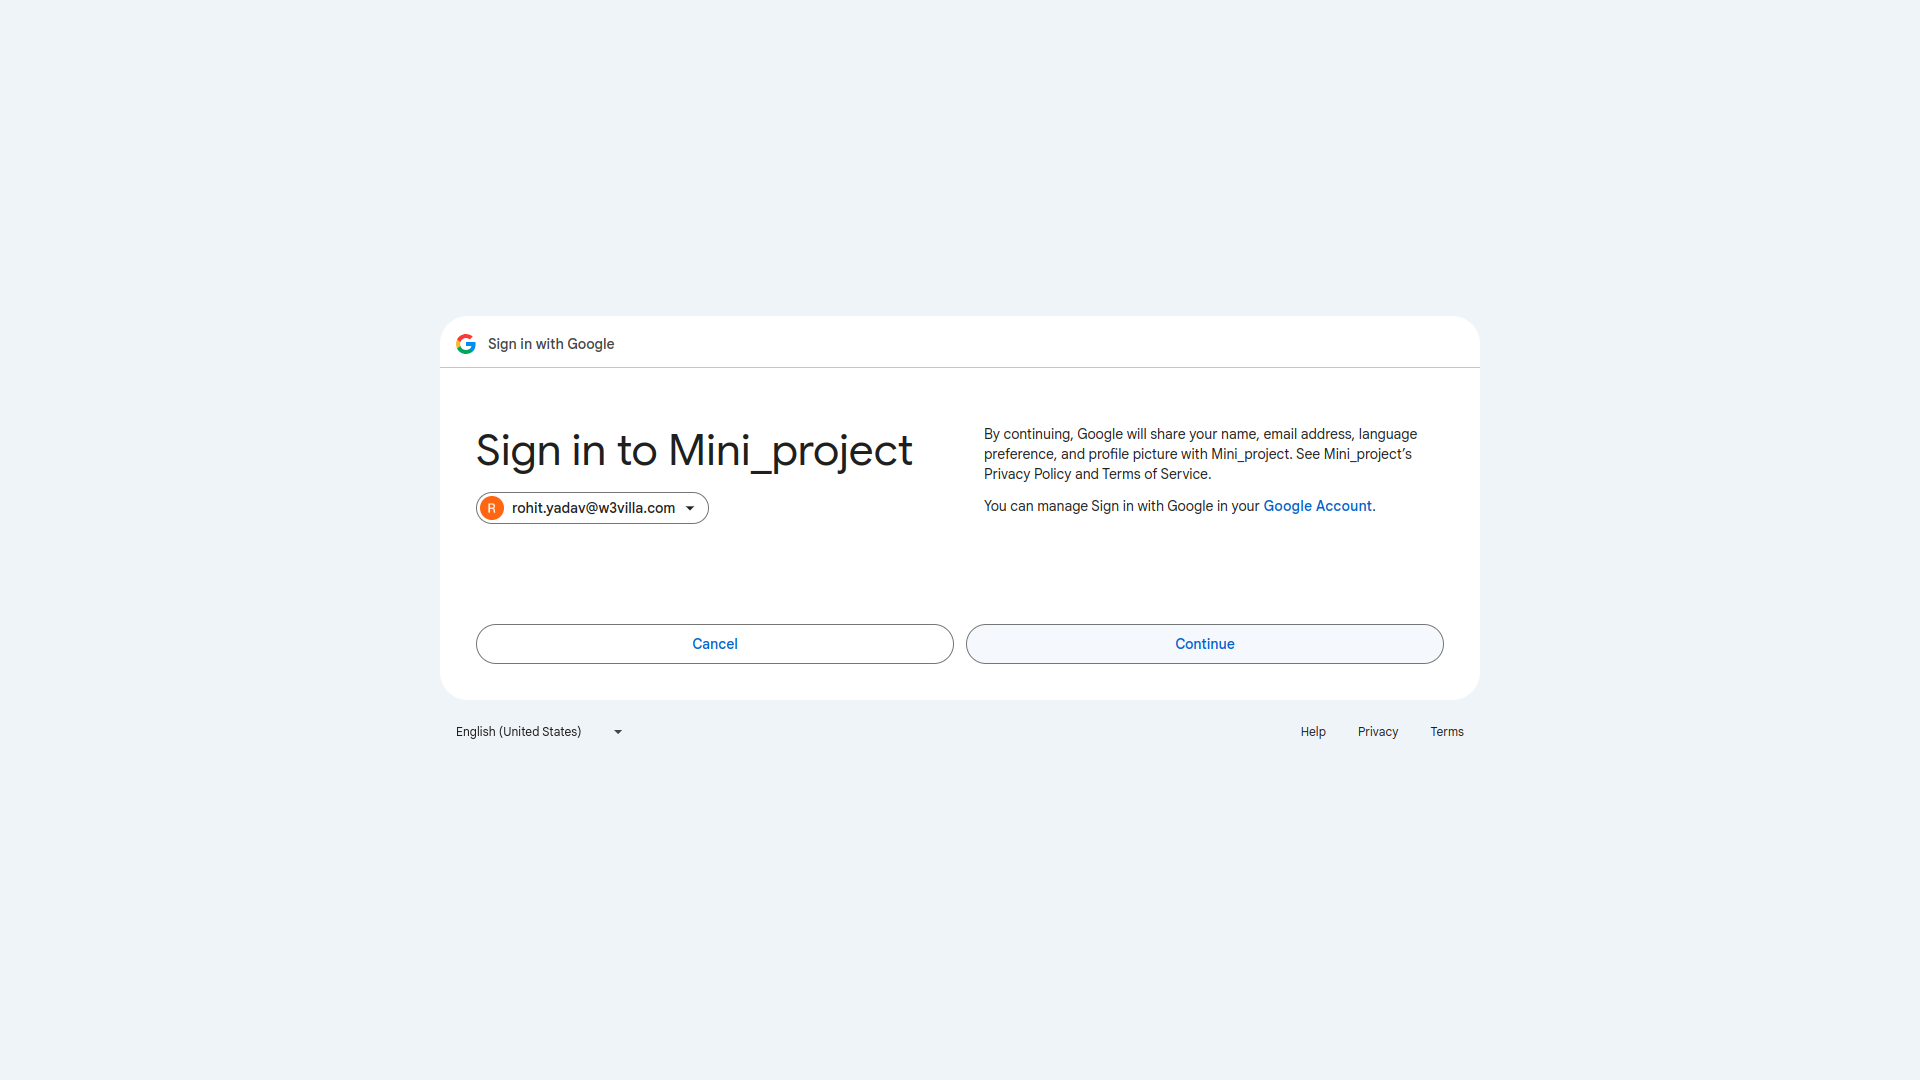 Sign in with Google
Sign in to Mini_project
R
rohit.yadav@w3villa.com
By continuing, Google will share your name, email address, language
preference, and profile picture with Mini_project. See Mini_project’s
Privacy Policy and Terms of Service.
You can manage Sign in with Google in your Google Account.
Cancel
Continue
English (United States)
Help
Privacy
Terms